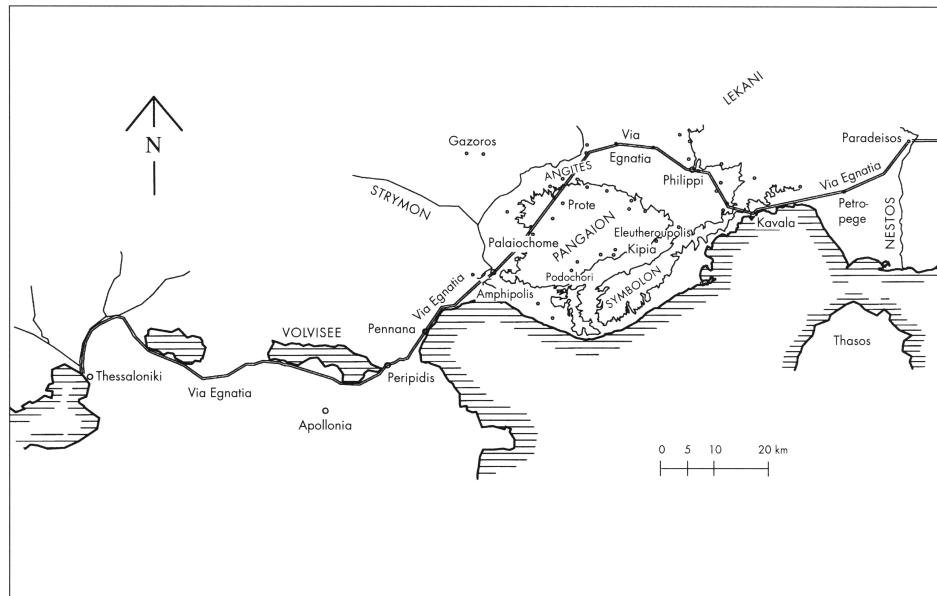 LEKANI
N
Gazoros
Via
Egnatia
Paradeisos
ANGITES
Philippi
Via Egnatia
STRYMON
Prote
Petro-
pege
NESTOS
Kavala
PANGAION
Eleutheroupolis
Palaiochome
Kipia
Podochori
SYMBOLON
Via Egnatia
Amphipolis
Pennana
VOLVISEE
Thasos
Thessaloniki
Peripidis
Via Egnatia
Apollonia
0 5 10 20 km